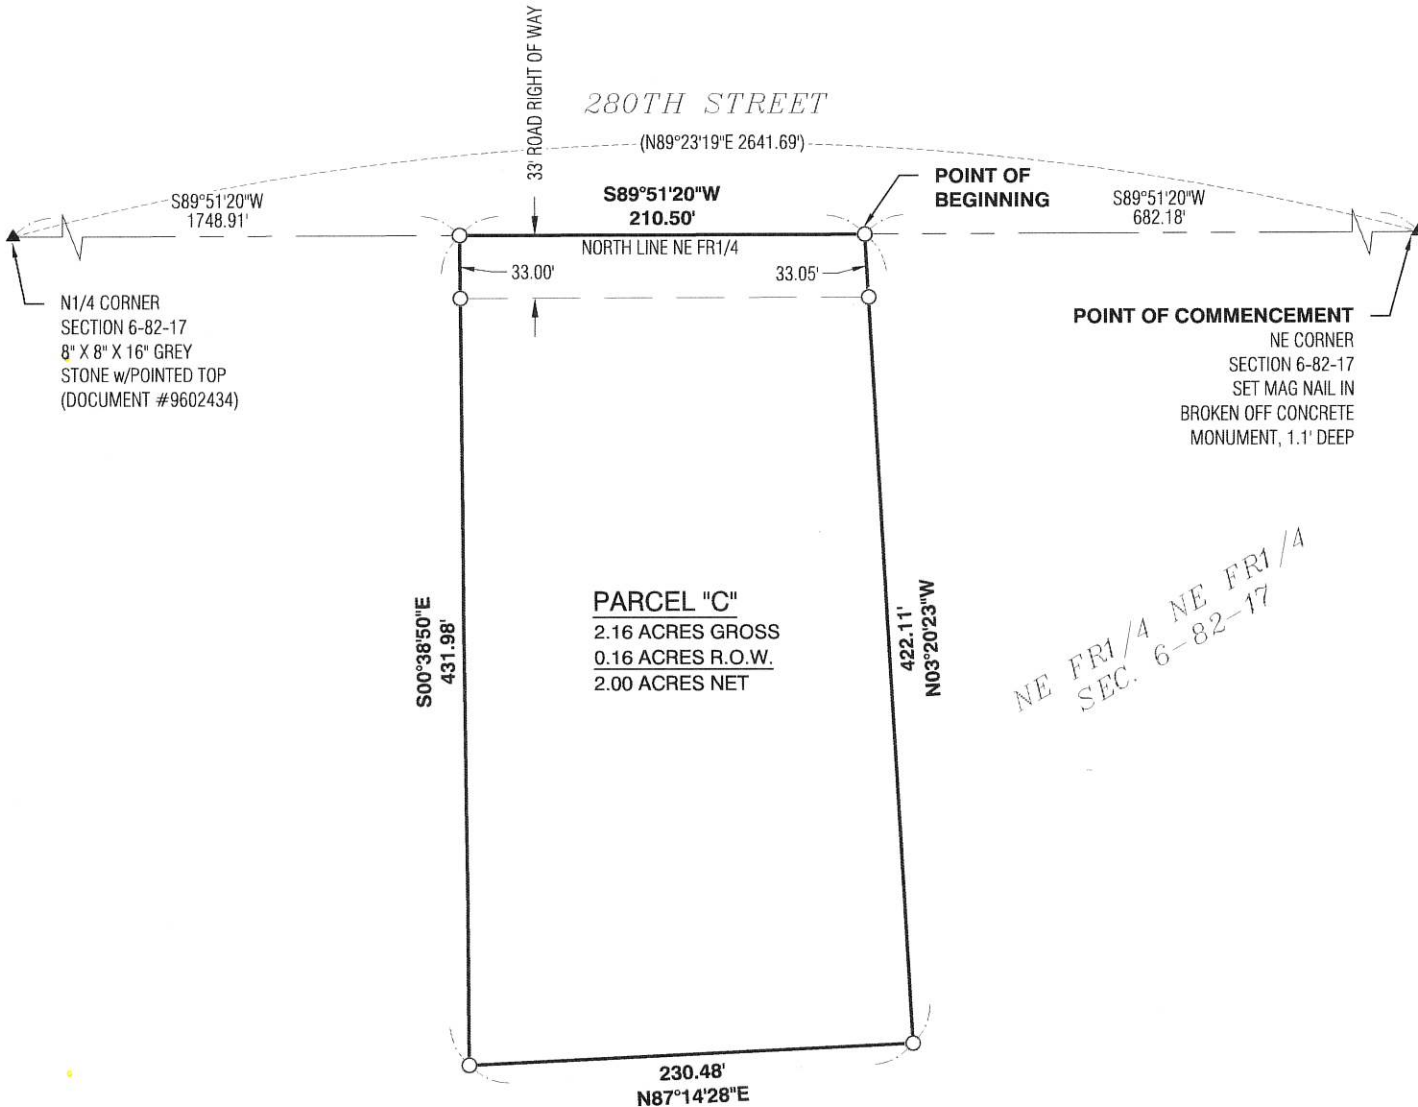 33' ROAD RIGHT OF WAY
280TH STREET
(N89°23'19"E 2641.69')
S89°51'20"W
1748.91'
S89°51'20"W
210.50'
NORTH LINE NE FR1/4
POINT OF
BEGINNING
S89°51'20"W
682.18'
33.00'
33.05'
N1/4 CORNER
SECTION 6-82-17
8" X 8" X 16" GREY
STONE w/POINTED TOP
(DOCUMENT #9602434)
POINT OF COMMENCEMENT
NE CORNER
SECTION 6-82-17
SET MAG NAIL IN
BROKEN OFF CONCRETE
MONUMENT, 1.1' DEEP
S00°38'50"E
431.98'
PARCEL "C"
2.16 ACRES GROSS
0.16 ACRES R.O.W.
2.00 ACRES NET
422.11'
N03°20'23"W
NE FR1/4 NE FR1/4
SEC. 6-82-17
230.48'
N87°14'28"E